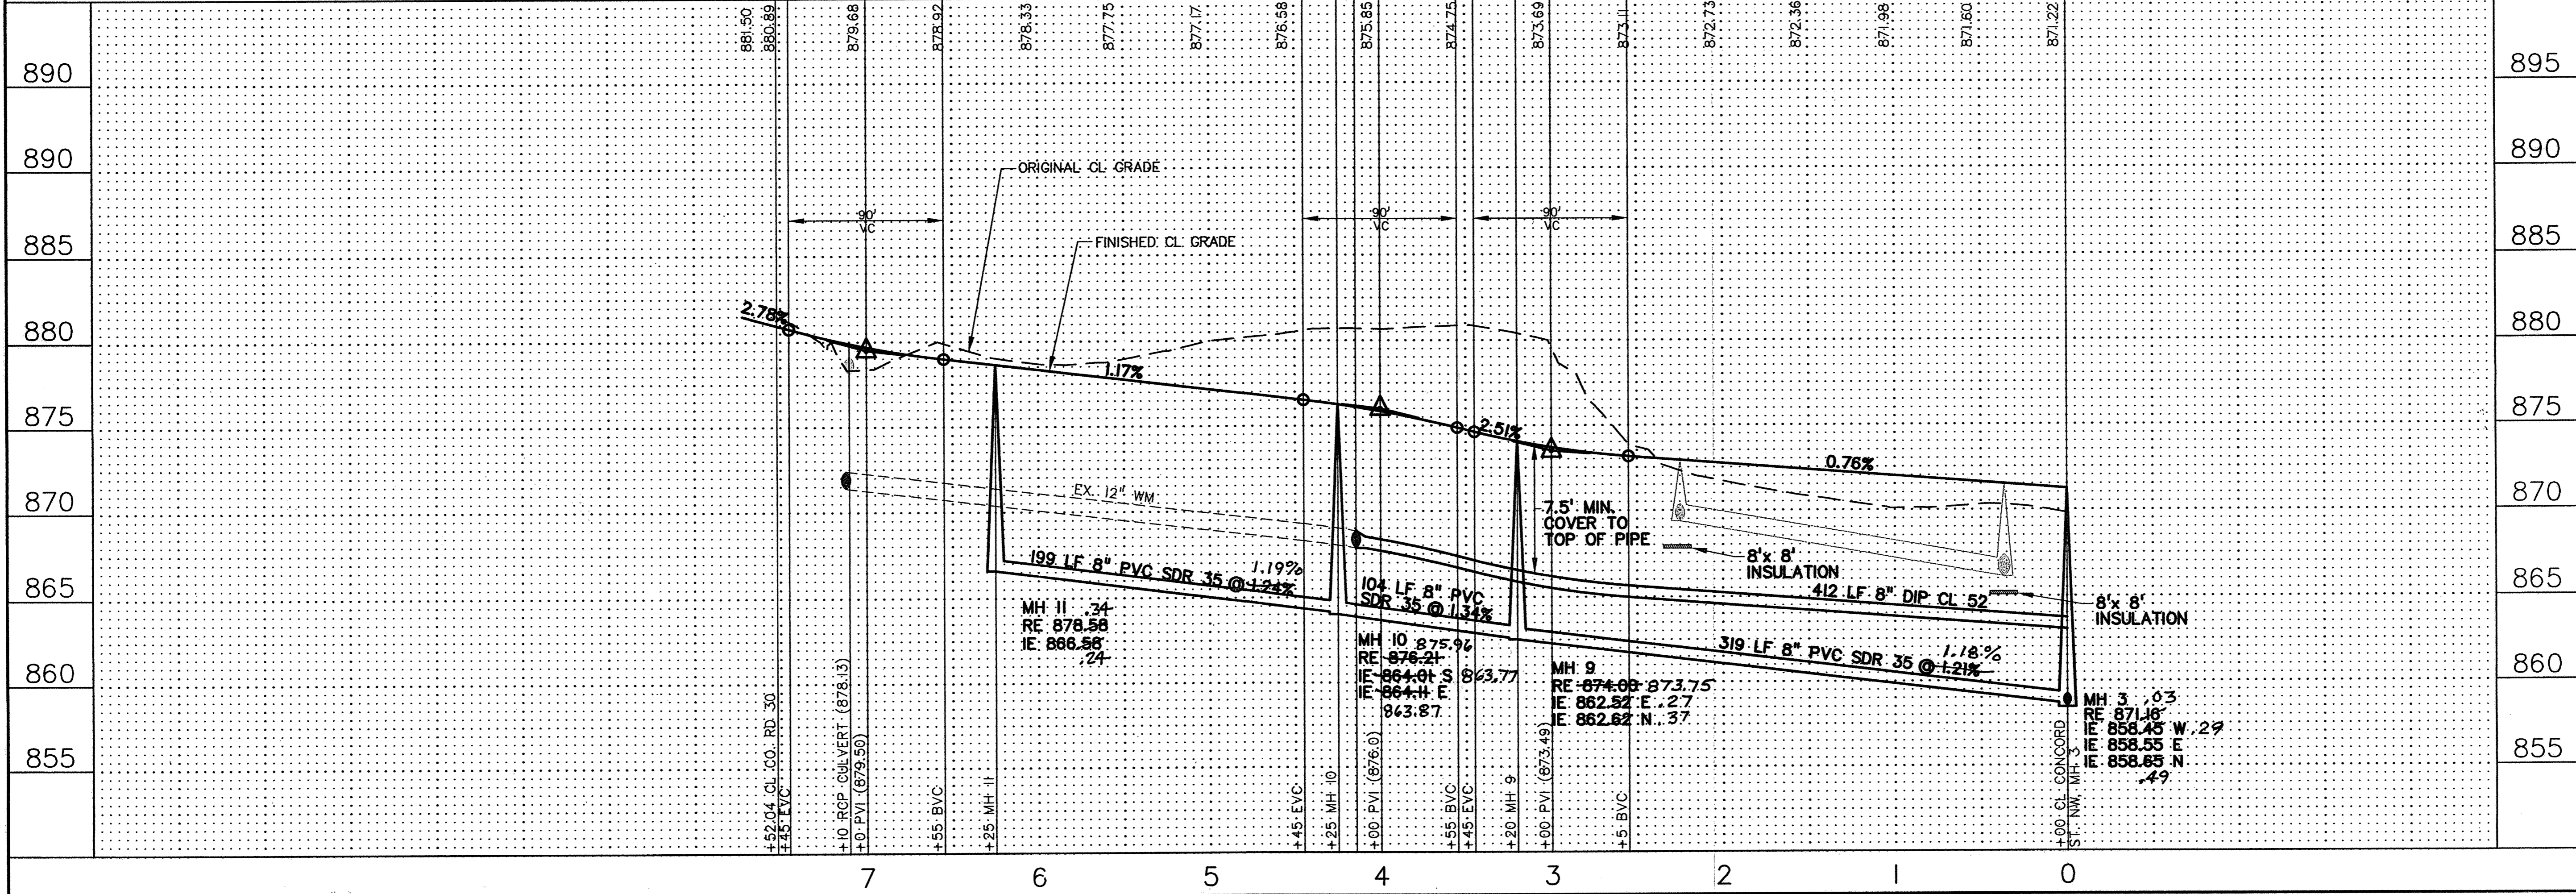 881.50
880.89
879.68
878.92
878.33
877.75
877.17
876.58
875.85
874.75
873.69
873.11
872.73
872.36
871.98
871.60
871.22
890
890
885
880
875
870
865
860
855
895
890
885
880
875
870
865
860
855
ORIGINAL CL GRADE
FINISHED CL GRADE
90'
VC
90'
VC
90'
VC
2.78%
1.17%
2.51%
0.76%
EX. 12" WM
7.5' MIN.
COVER TO
TOP OF PIPE
8'x 8'
INSULATION
8'x 8'
INSULATION
199 LF 8" PVC SDR 35 @ 1.24%
1.19%
104 LF 8" PVC
SDR 35 @ 1.34%
412 LF 8" DIP CL 52
319 LF 8" PVC SDR 35 @ 1.21%
1.18%
MH 11 .34
RE 878.58
IE 866.56
.24
MH 10 875.96
RE 876.21
IE 864.01 S 863.77
IE 864.11 E
863.87
MH 9
RE 874.00 873.75
IE 862.52 E .27
IE 862.62 N .37
MH 3 .03
RE 871.16
IE 858.45 W .29
IE 858.55 E
IE 858.65 N
.49
+52.04 CL CO. RD 30
+45 EVC
+10 RCP CULVERT (878.13)
+0 PVI (879.50)
+55 BVC
+25 MH 11
+45 EVC
+25 MH 10
+00 PVI (876.0)
+55 BVC
+45 EVC
+20 MH 9
+00 PVI (873.49)
+5 BVC
+00 CL CONCORD
ST. NW, MH 3
7
6
5
4
3
2
1
0